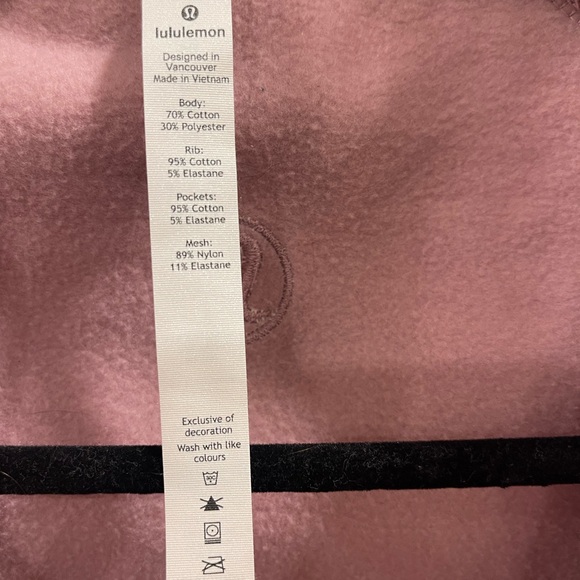 lululemon
Designed in
Vancouver
Made in Vietnam
Body:
70% Cotton
30% Polyester
Rib:
95% Cotton
5% Elastane
Pockets:
95% Cotton
5% Elastane
Mesh:
89% Nylon
11% Elastane
Exclusive of
decoration
Wash with like
colours
30C